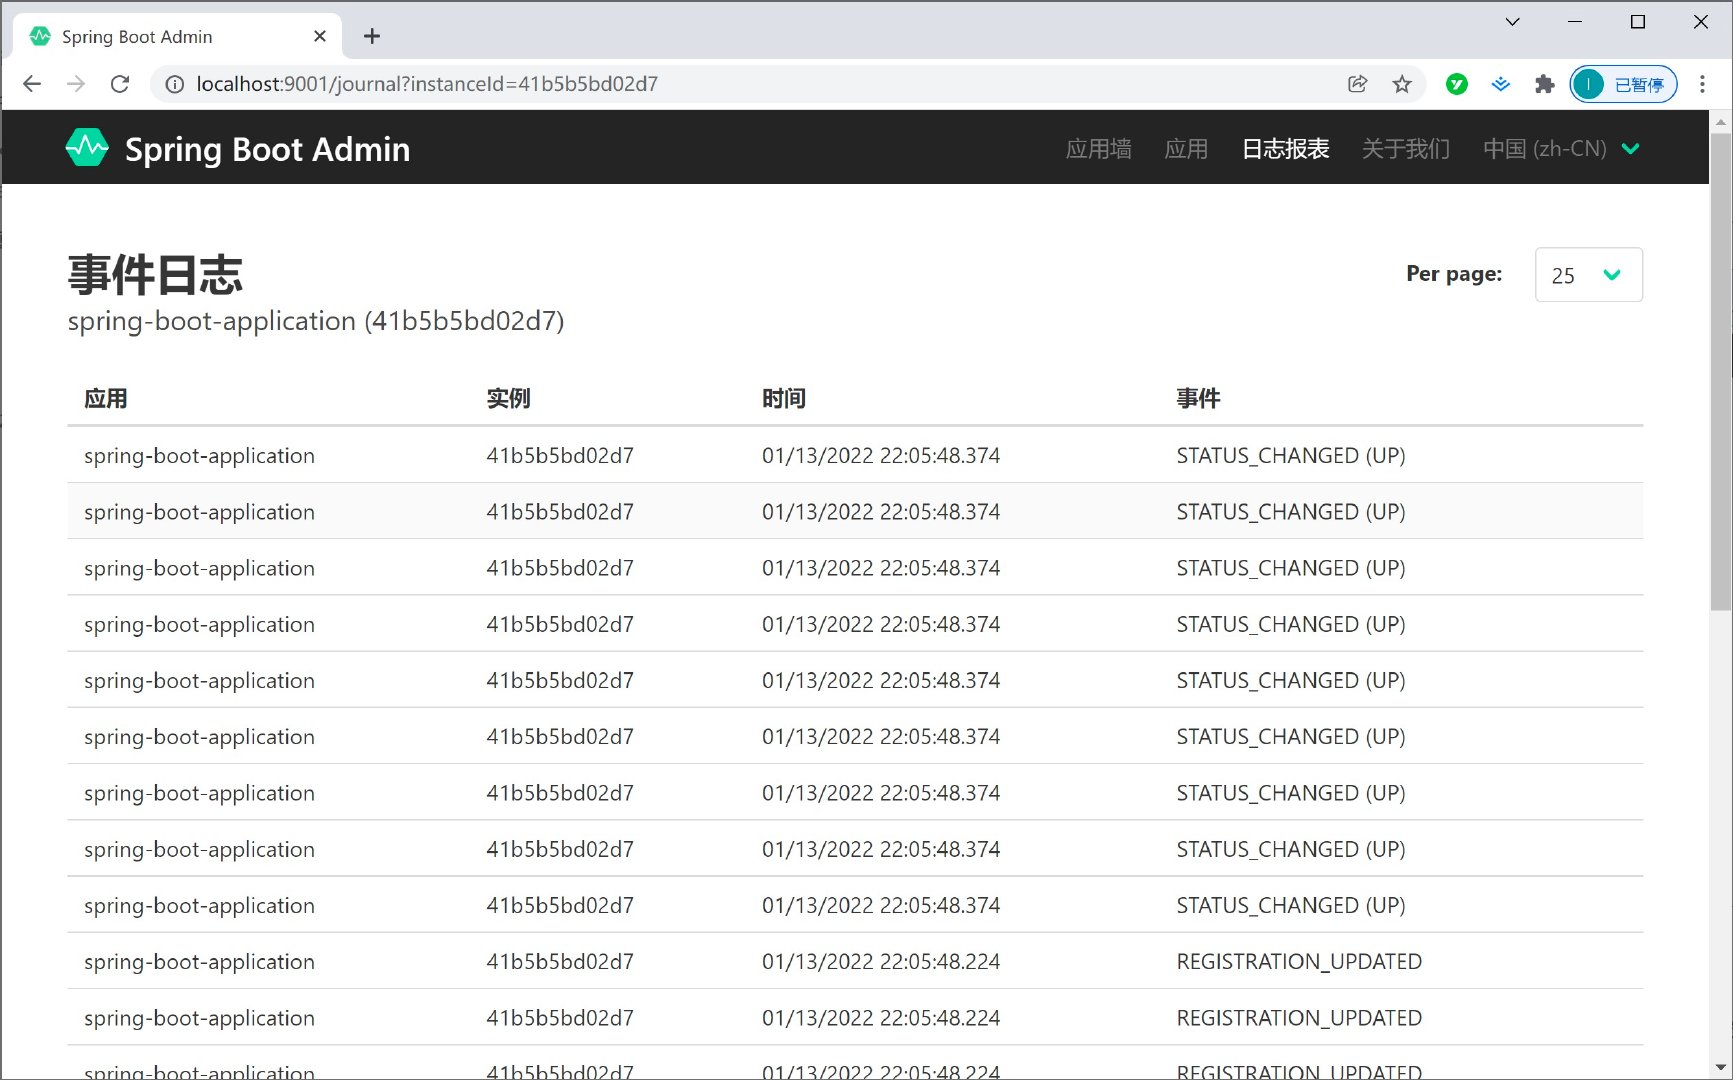 Spring Boot Admin
localhost:9001/journal?instanceId=41b5b5bd02d7
I 已暂停
Spring Boot Admin 应用墙 应用 日志报表 关于我们 中国 (zh-CN)
事件日志
Per page: 25
spring-boot-application (41b5b5bd02d7)
应用 实例 时间 事件
spring-boot-application 41b5b5bd02d7 01/13/2022 22:05:48.374 STATUS_CHANGED (UP)
spring-boot-application 41b5b5bd02d7 01/13/2022 22:05:48.374 STATUS_CHANGED (UP)
spring-boot-application 41b5b5bd02d7 01/13/2022 22:05:48.374 STATUS_CHANGED (UP)
spring-boot-application 41b5b5bd02d7 01/13/2022 22:05:48.374 STATUS_CHANGED (UP)
spring-boot-application 41b5b5bd02d7 01/13/2022 22:05:48.374 STATUS_CHANGED (UP)
spring-boot-application 41b5b5bd02d7 01/13/2022 22:05:48.374 STATUS_CHANGED (UP)
spring-boot-application 41b5b5bd02d7 01/13/2022 22:05:48.374 STATUS_CHANGED (UP)
spring-boot-application 41b5b5bd02d7 01/13/2022 22:05:48.374 STATUS_CHANGED (UP)
spring-boot-application 41b5b5bd02d7 01/13/2022 22:05:48.374 STATUS_CHANGED (UP)
spring-boot-application 41b5b5bd02d7 01/13/2022 22:05:48.224 REGISTRATION_UPDATED
spring-boot-application 41b5b5bd02d7 01/13/2022 22:05:48.224 REGISTRATION_UPDATED
spring-boot-application 41b5b5bd02d7 01/13/2022 22:05:48.224 REGISTRATION_UPDATED